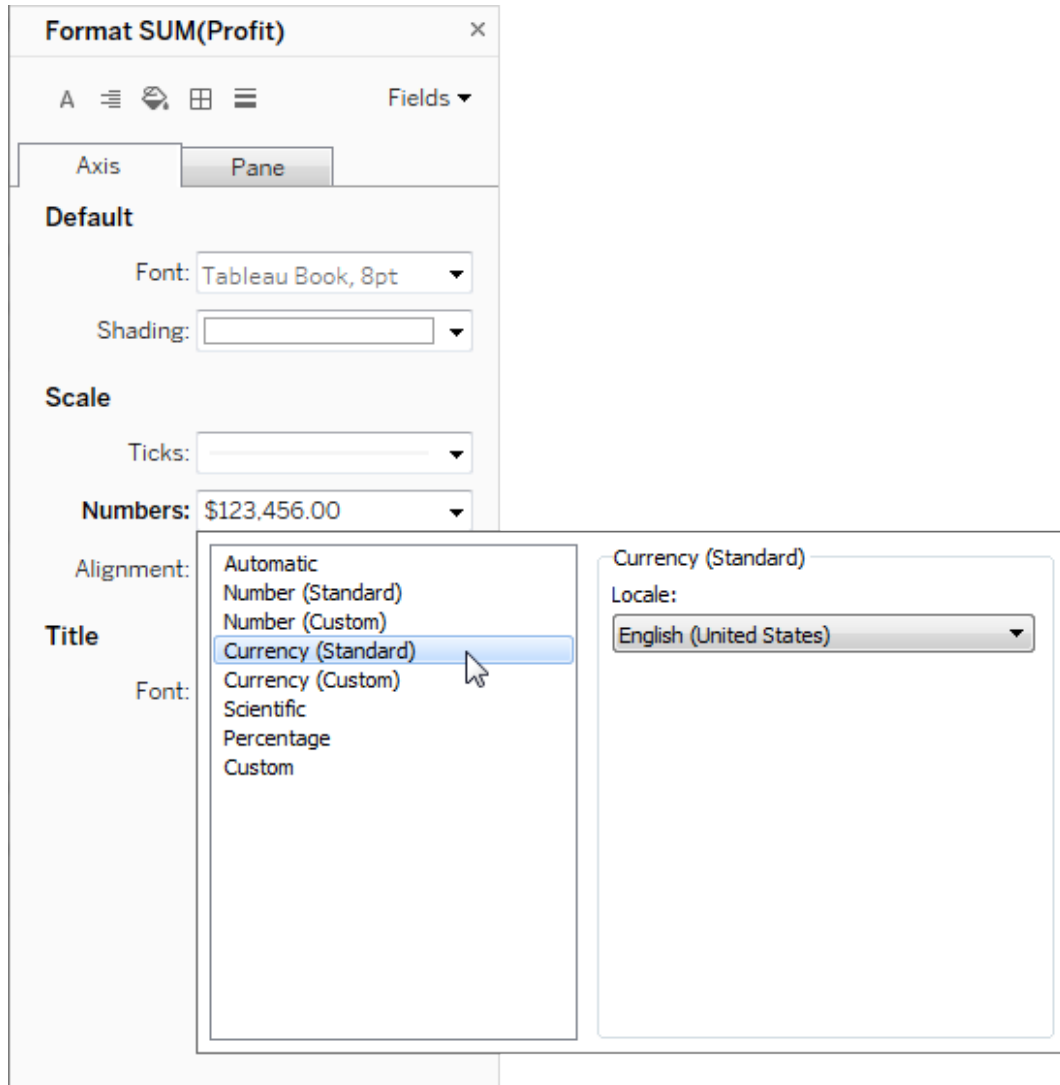 Format SUM(Profit) ×
A Fields
Axis Pane
Default
Font: Tableau Book, 8pt
Shading:
Scale
Ticks:
Numbers: $123,456.00
Alignment:
Title
Font:
Automatic
Number (Standard)
Number (Custom)
Currency (Standard)
Currency (Custom)
Scientific
Percentage
Custom
Currency (Standard)
Locale:
English (United States)